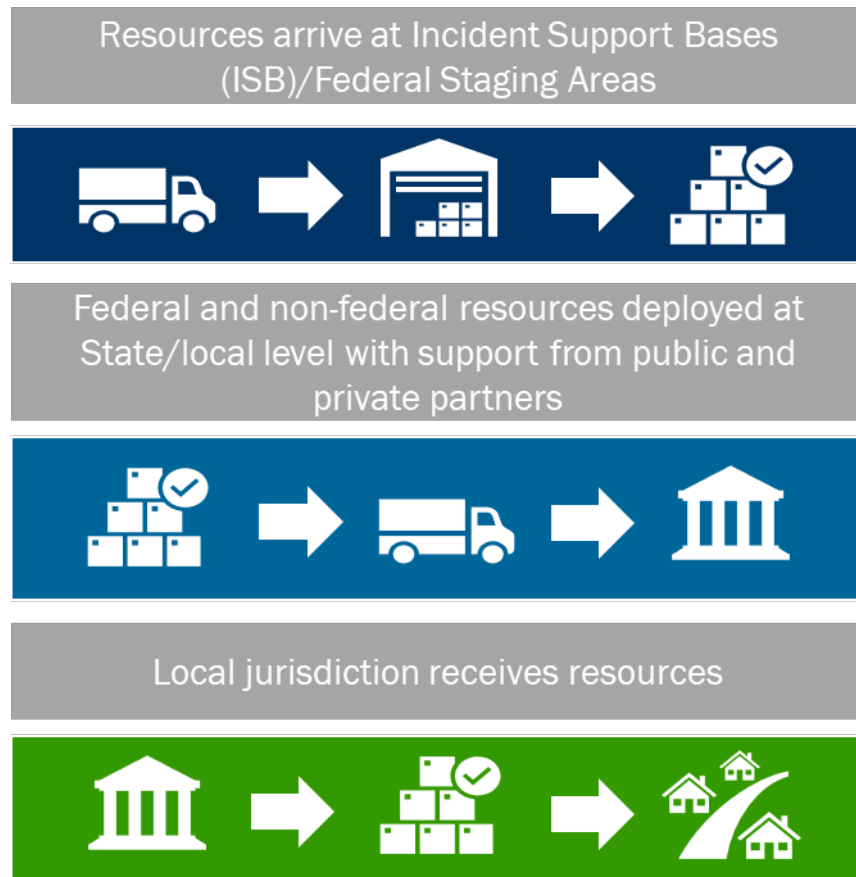 Resources arrive at Incident Support Bases
(ISB)/Federal Staging Areas
Federal and non-federal resources deployed at
State/local level with support from public and
private partners
Local jurisdiction receives resources